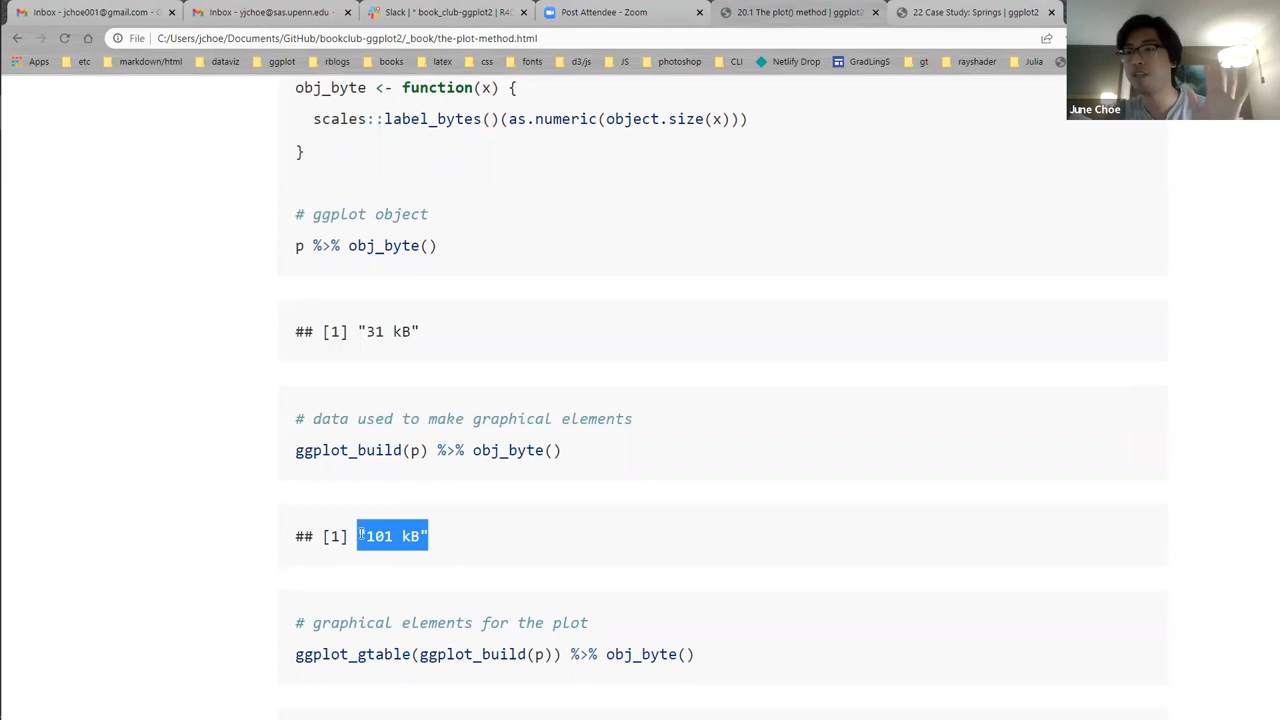 Inbox - jchoe001@gmail.com - G
Inbox - yjchoe@sas.upenn.edu -
Slack | * book_club-ggplot2 | R4D
Post Attendee - Zoom
20.1 The plot() method | ggplot2
22 Case Study: Springs | ggplot2
File C:/Users/jchoe/Documents/GitHub/bookclub-ggplot2/_book/the-plot-method.html
Apps etc markdown/html dataviz ggplot rblogs books latex css fonts d3/js JS photoshop CLI Netlify Drop GradLingS gt rayshader Julia
June Choe
obj_byte <- function(x) {
scales::label_bytes()(as.numeric(object.size(x)))
}
# ggplot object
p %>% obj_byte()
## [1] "31 kB"
# data used to make graphical elements
ggplot_build(p) %>% obj_byte()
## [1] "101 kB"
# graphical elements for the plot
ggplot_gtable(ggplot_build(p)) %>% obj_byte()